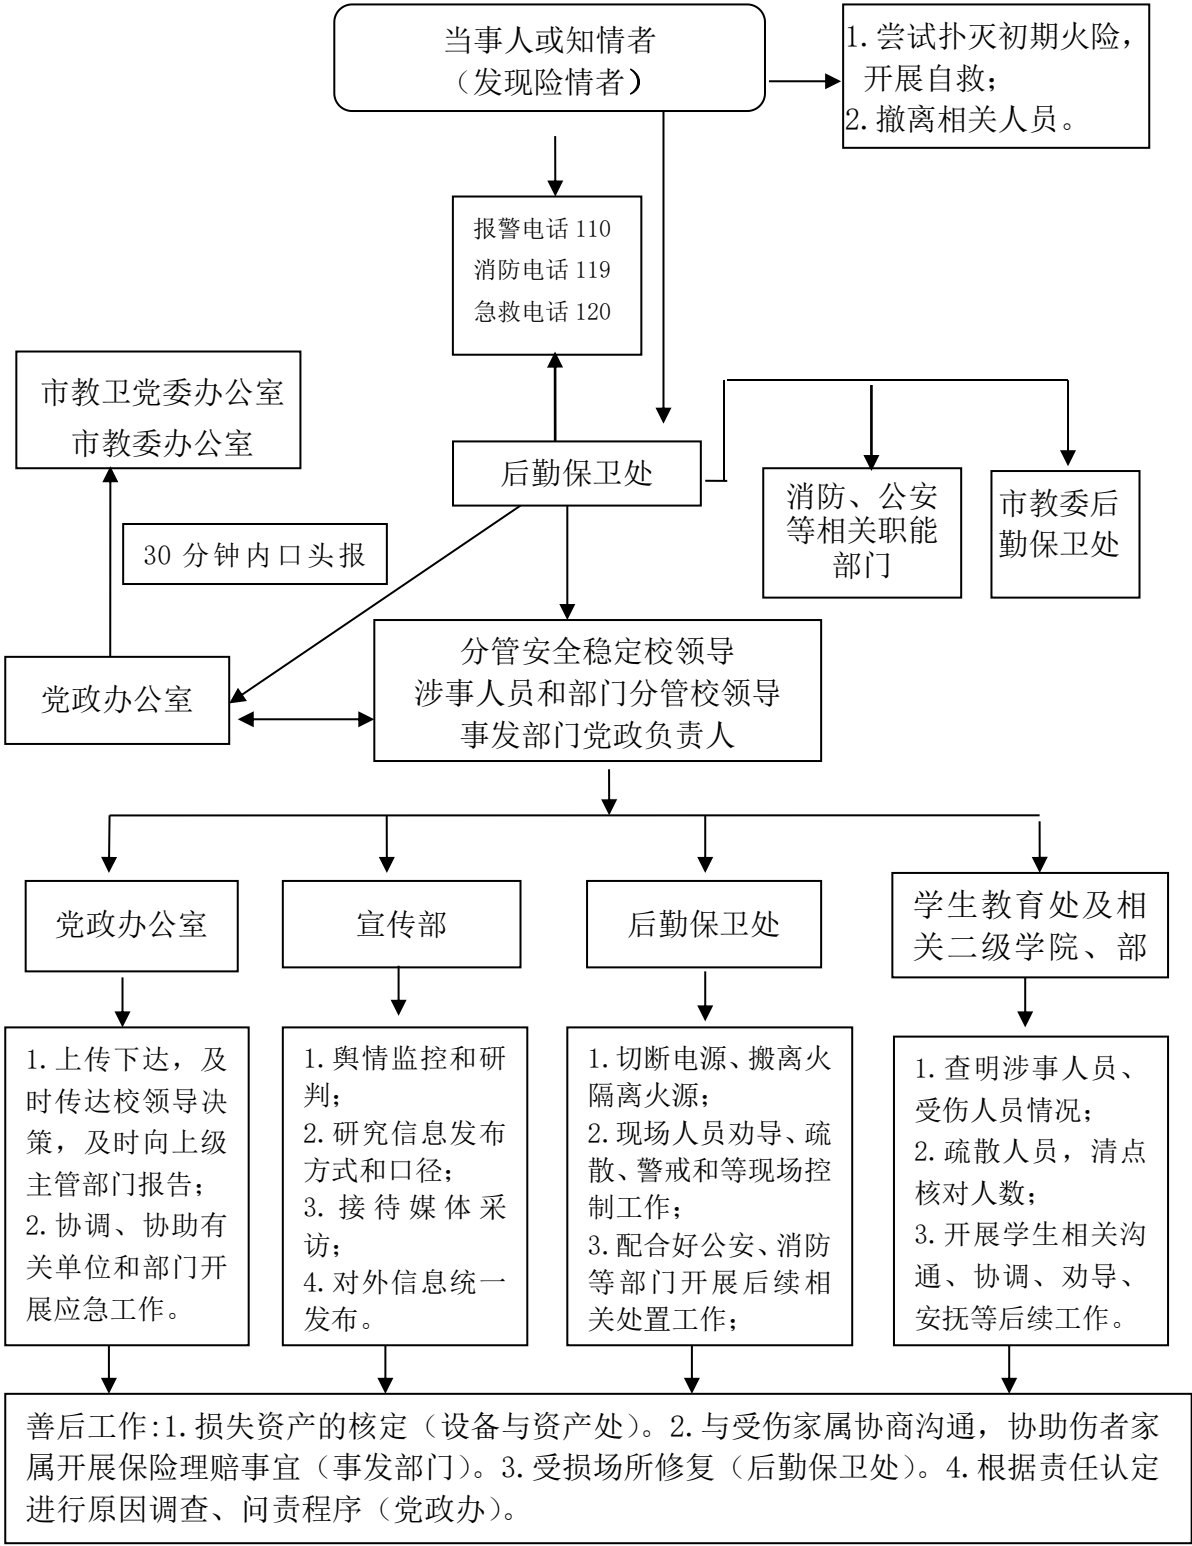 当事人或知情者
（发现险情者）
1.尝试扑灭初期火险，
开展自救；
2.撤离相关人员。
报警电话 110
消防电话 119
急救电话 120
市教卫党委办公室
市教委办公室
后勤保卫处
消防、公安
等相关职能
部门
市教委后
勤保卫处
30 分钟内口头报
党政办公室
分管安全稳定校领导
涉事人员和部门分管校领导
事发部门党政负责人
党政办公室
宣传部
后勤保卫处
学生教育处及相
关二级学院、部
1.上传下达，及
时传达校领导决
策，及时向上级
主管部门报告；
2.协调、协助有
关单位和部门开
展应急工作。
1.舆情监控和研
判；
2.研究信息发布
方式和口径；
3.接待媒体采
访；
4.对外信息统一
发布。
1.切断电源、搬离火
隔离火源；
2.现场人员劝导、疏
散、警戒和等现场控
制工作；
3.配合好公安、消防
等部门开展后续相
关处置工作；
1.查明涉事人员、
受伤人员情况；
2.疏散人员，清点
核对人数；
3.开展学生相关沟
通、协调、劝导、
安抚等后续工作。
善后工作:1.损失资产的核定（设备与资产处）。2.与受伤家属协商沟通，协助伤者家
属开展保险理赔事宜（事发部门）。3.受损场所修复（后勤保卫处）。4.根据责任认定
进行原因调查、问责程序（党政办）。